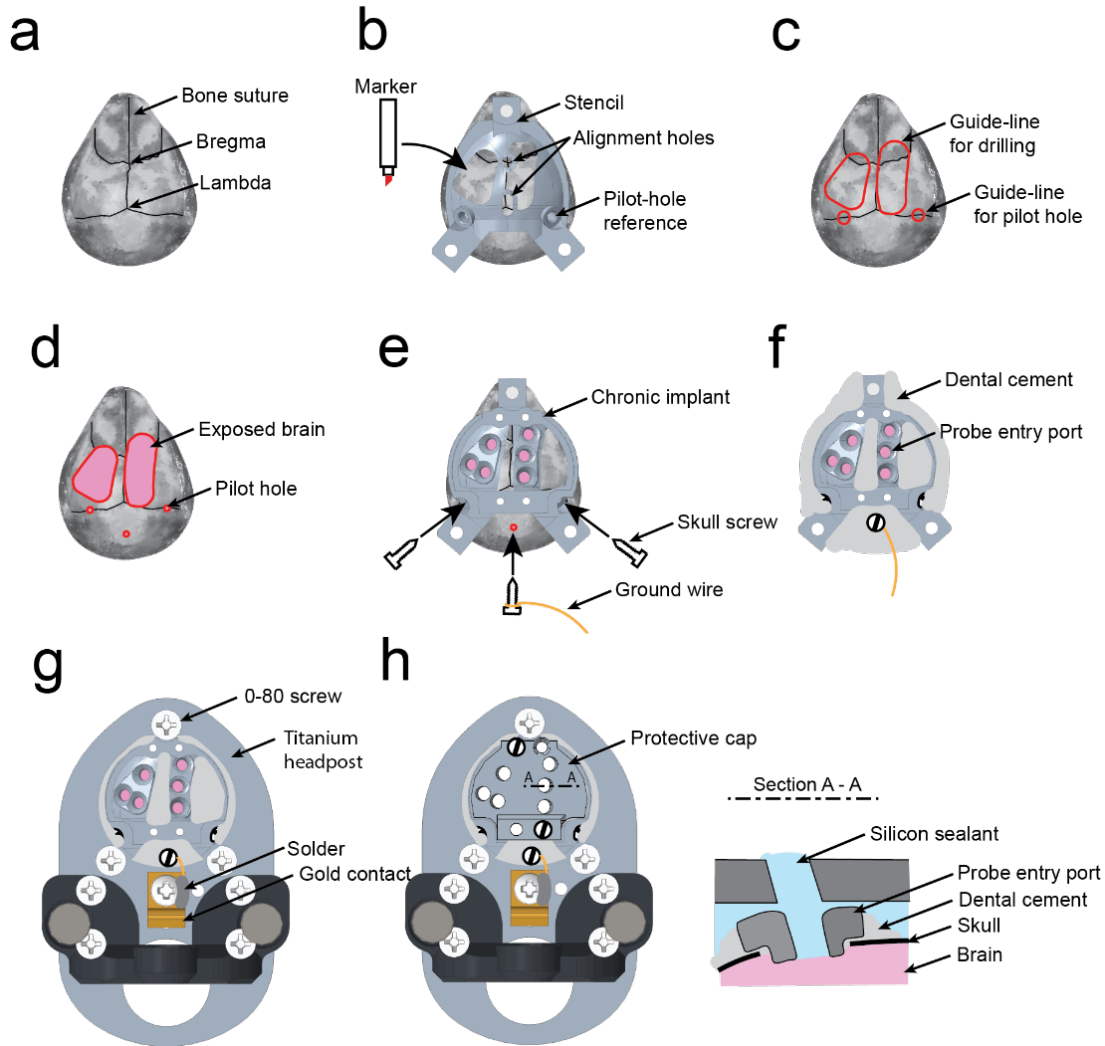 a
Bone suture
Bregma
Lambda
b
Marker
Stencil
Alignment holes
Pilot-hole
reference
c
Guide-line
for drilling
Guide-line
for pilot hole
d
Exposed brain
Pilot hole
e
Chronic implant
Skull screw
Ground wire
f
Dental cement
Probe entry port
g
0-80 screw
Titanium
headpost
Solder
Gold contact
h
Protective cap
A A
Section A - A
Silicon sealant
Probe entry port
Dental cement
Skull
Brain